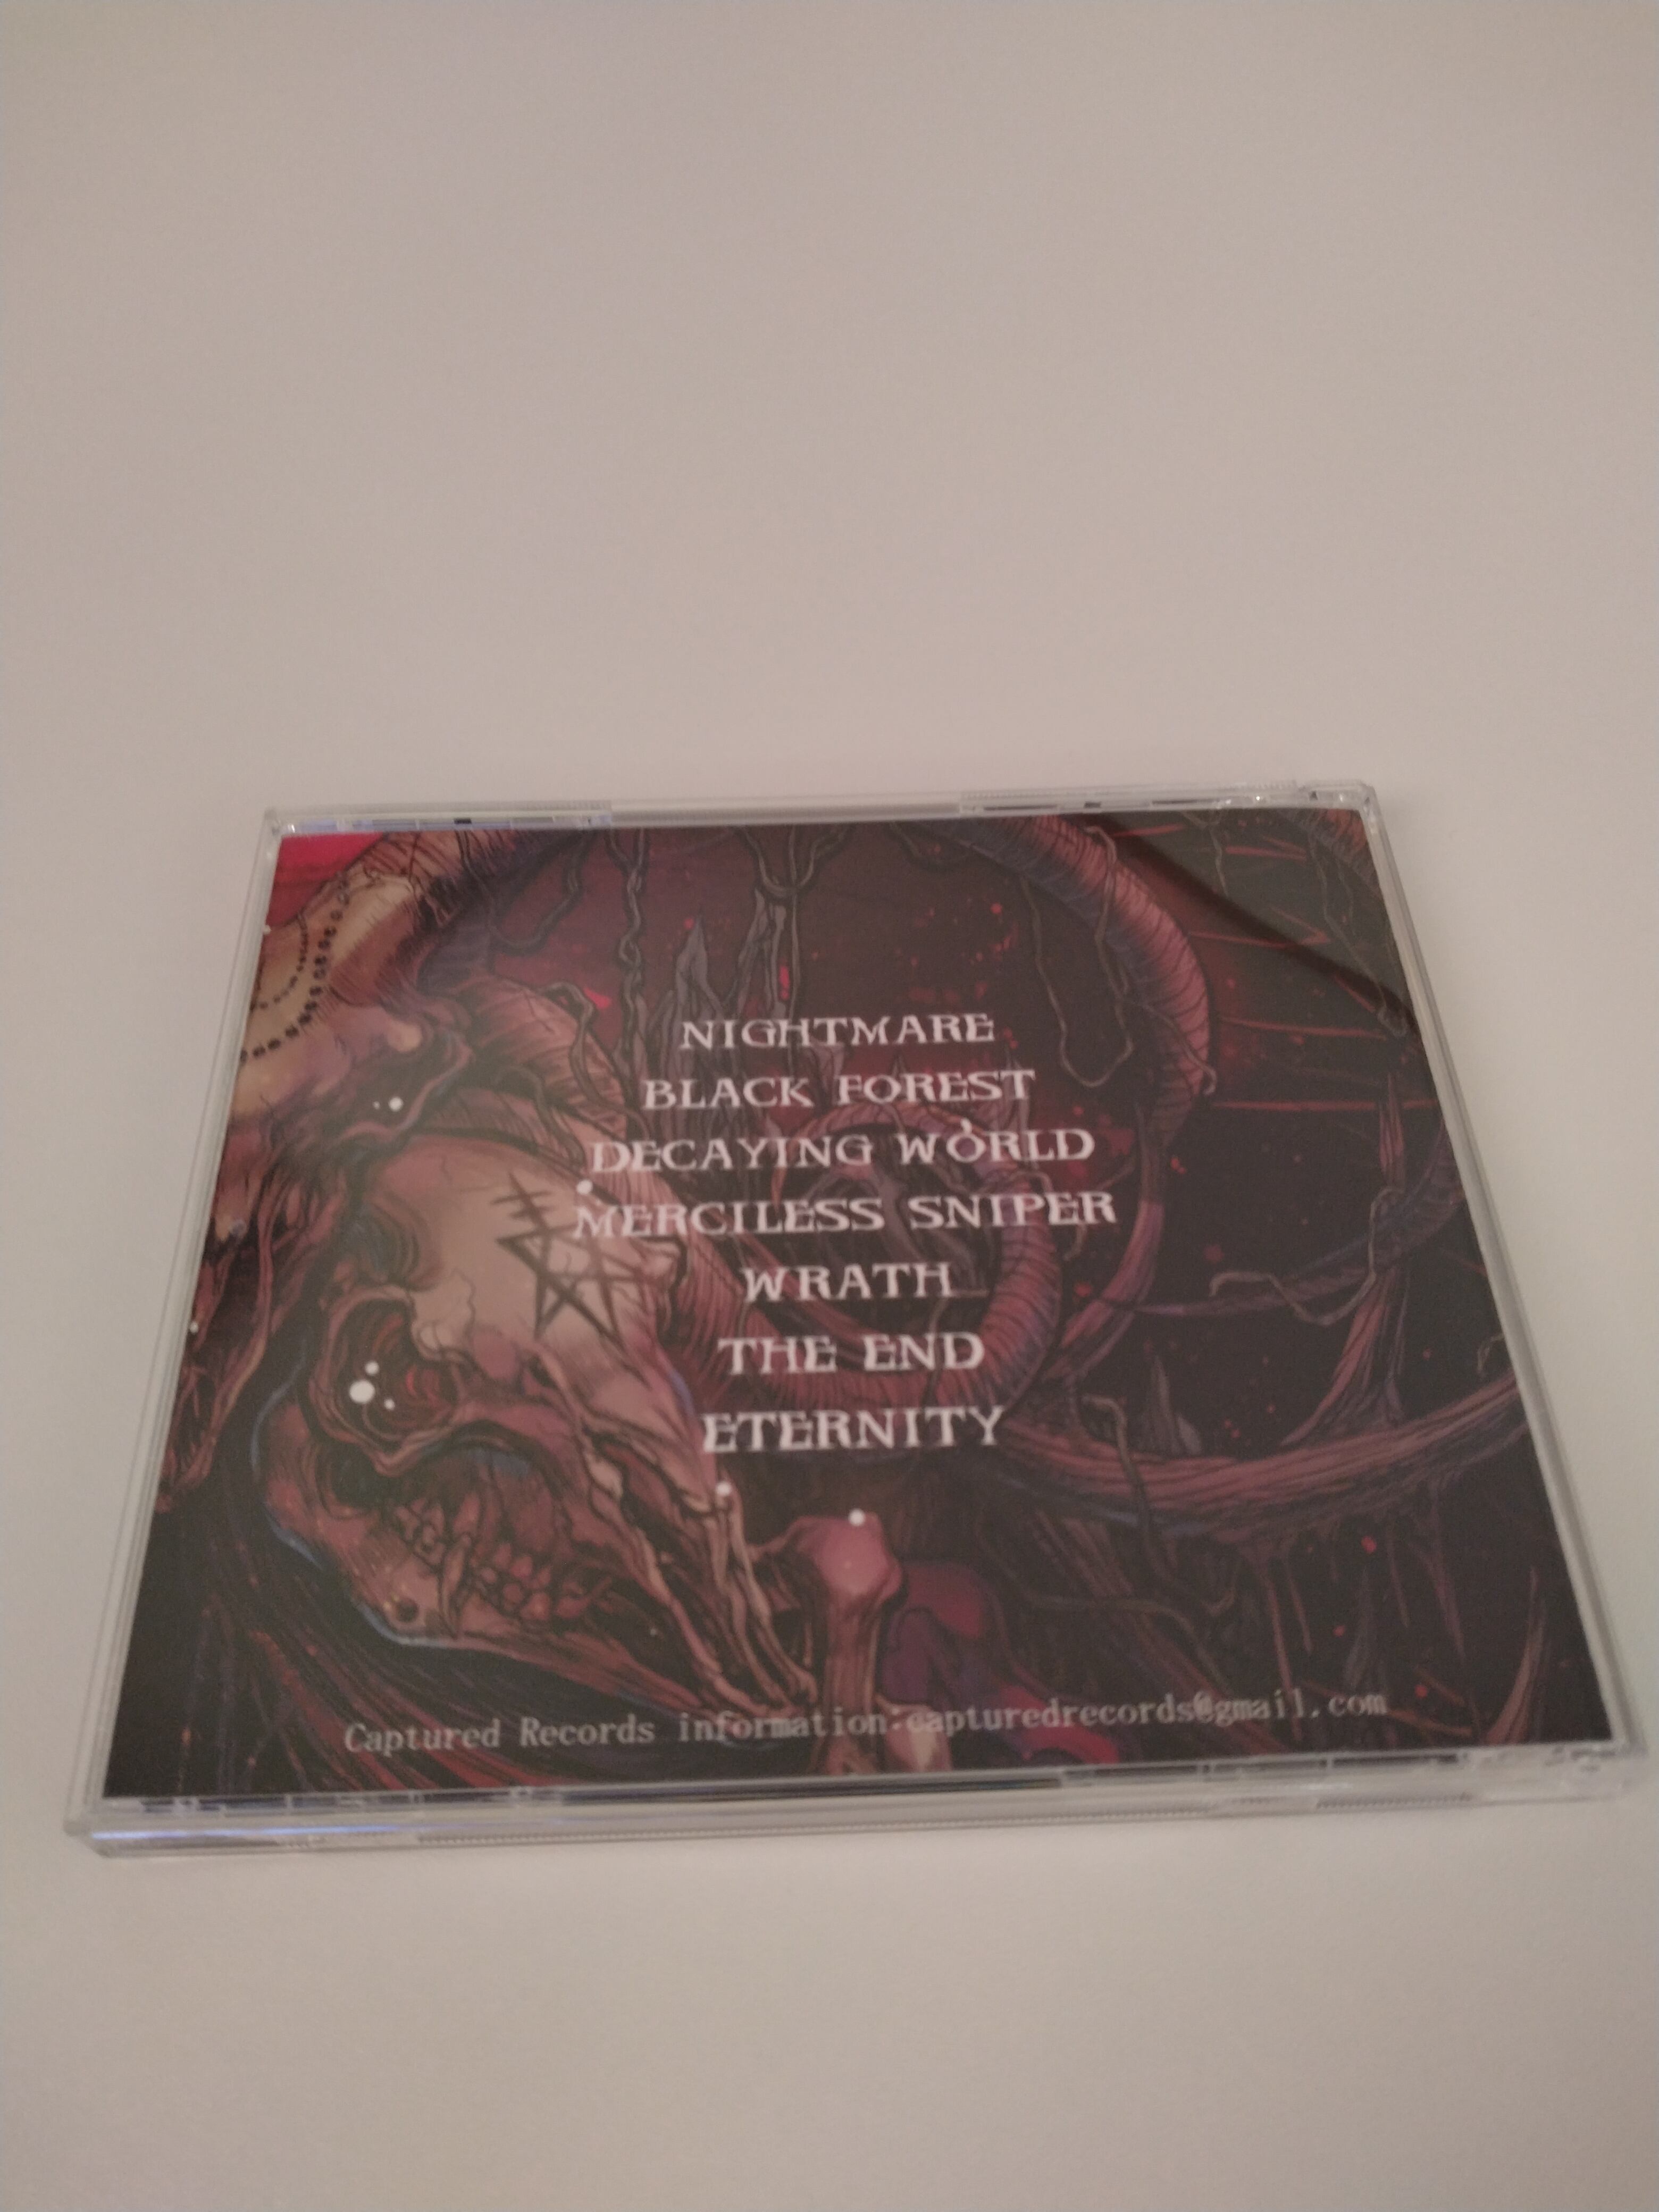 NIGHTMARE
BLACK FOREST
DECAYING WORLD
MERCILESS SNIPER
WRATH
THE END
ETERNITY
Captured Records information:capturedrecords@gmail.com